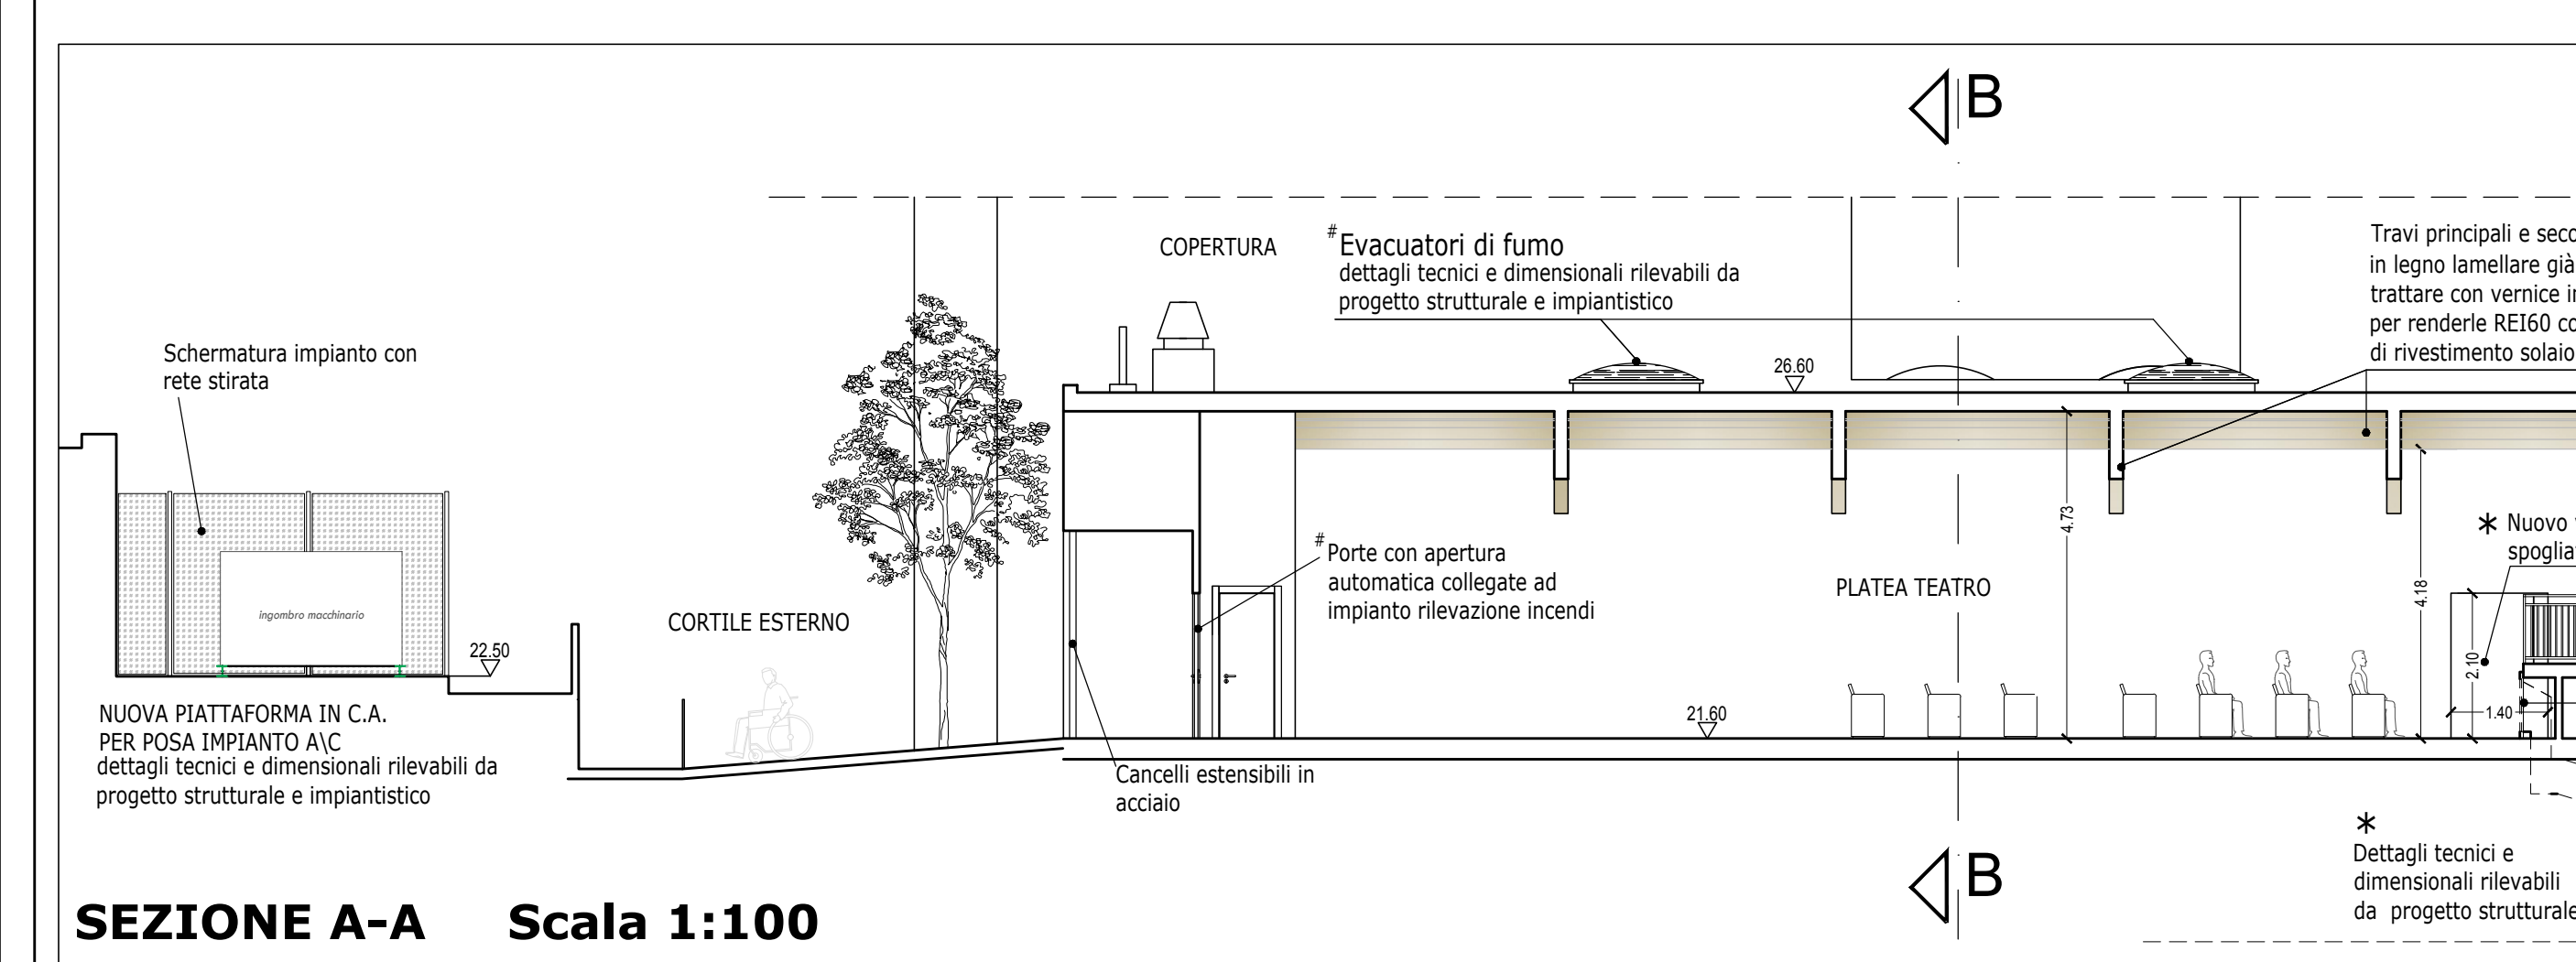 B
COPERTURA
#
Evacuatori di fumo
dettagli tecnici e dimensionali rilevabili da
progetto strutturale e impiantistico
Travi principali e seco
in legno lamellare già
trattare con vernice
per renderle REI60 co
di rivestimento solaio
Schermatura impianto con
rete stirata
26.60
4.73
4.18
* Nuovo
spoglia
#
Porte con apertura
automatica collegate ad
impianto rilevazione incendi
PLATEA TEATRO
ingombro macchinario
CORTILE ESTERNO
22.50
2.10
1.40
21.60
NUOVA PIATTAFORMA IN C.A.
PER POSA IMPIANTO A\C
dettagli tecnici e dimensionali rilevabili da
progetto strutturale e impiantistico
Cancelli estensibili in
acciaio
*
Dettagli tecnici e
dimensionali rilevabili
da progetto strutturale
B
SEZIONE A-A Scala 1:100